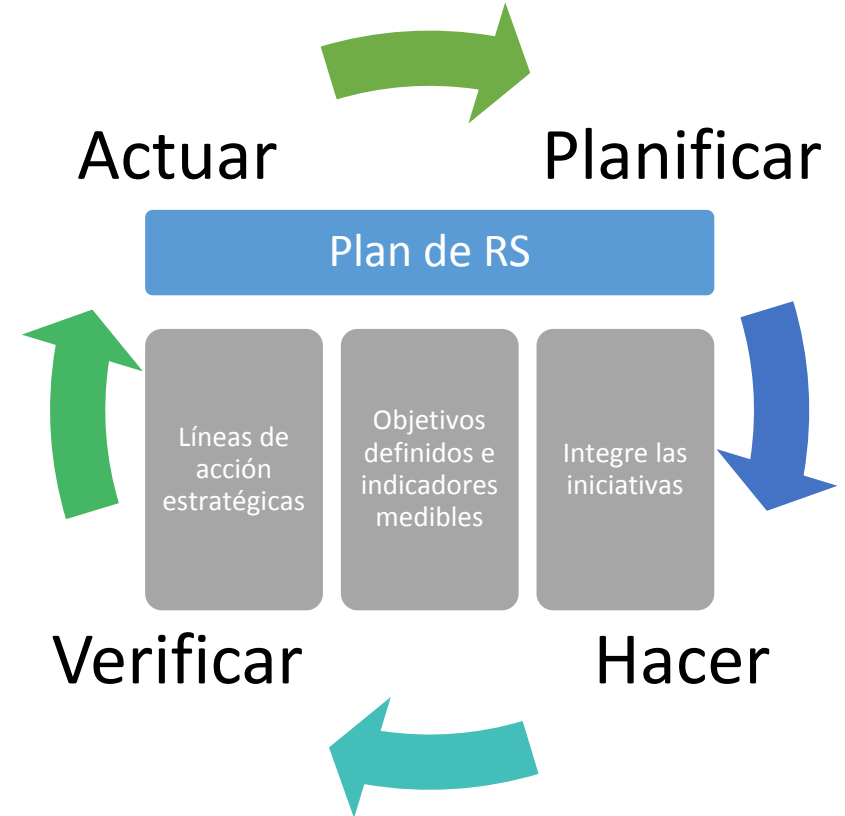 Actuar
Planificar
Plan de RS
Líneas de
acción
estratégicas
Objetivos
definidos e
indicadores
medibles
Integre las
iniciativas
Verificar
Hacer